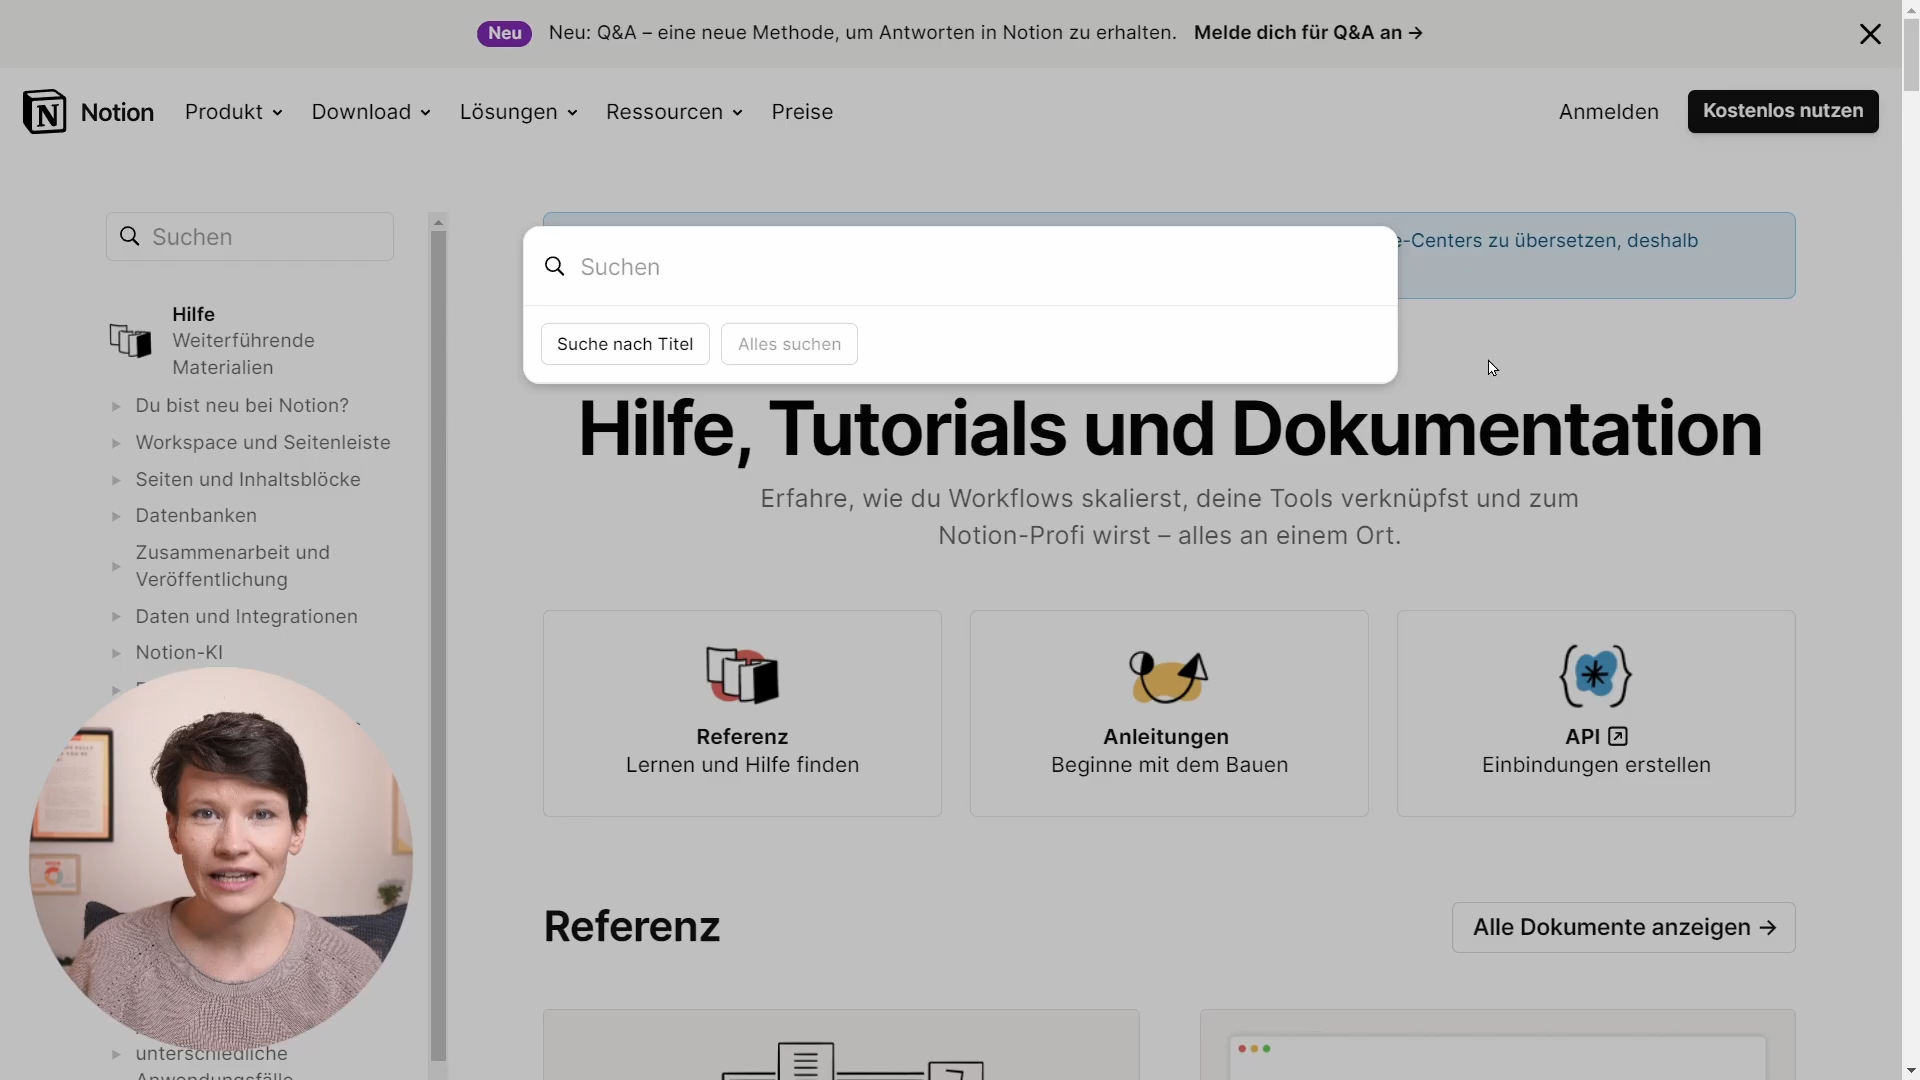 Neu Neu: Q&A – eine neue Methode, um Antworten in Notion zu erhalten. Melde dich für Q&A an →
Notion Produkt Download Lösungen Ressourcen Preise Anmelden Kostenlos nutzen
Suchen
e-Centers zu übersetzen, deshalb
Suchen
Suche nach Titel Alles suchen
Hilfe
Weiterführende
Materialien
Du bist neu bei Notion?
Workspace und Seitenleiste
Seiten und Inhaltsblöcke
Datenbanken
Zusammenarbeit und
Veröffentlichung
Daten und Integrationen
Notion-KI
unterschiedliche
Anwendungsfälle
Hilfe, Tutorials und Dokumentation
Erfahre, wie du Workflows skalierst, deine Tools verknüpfst und zum
Notion-Profi wirst – alles an einem Ort.
Referenz
Lernen und Hilfe finden
Anleitungen
Beginne mit dem Bauen
API
Einbindungen erstellen
Referenz
Alle Dokumente anzeigen →